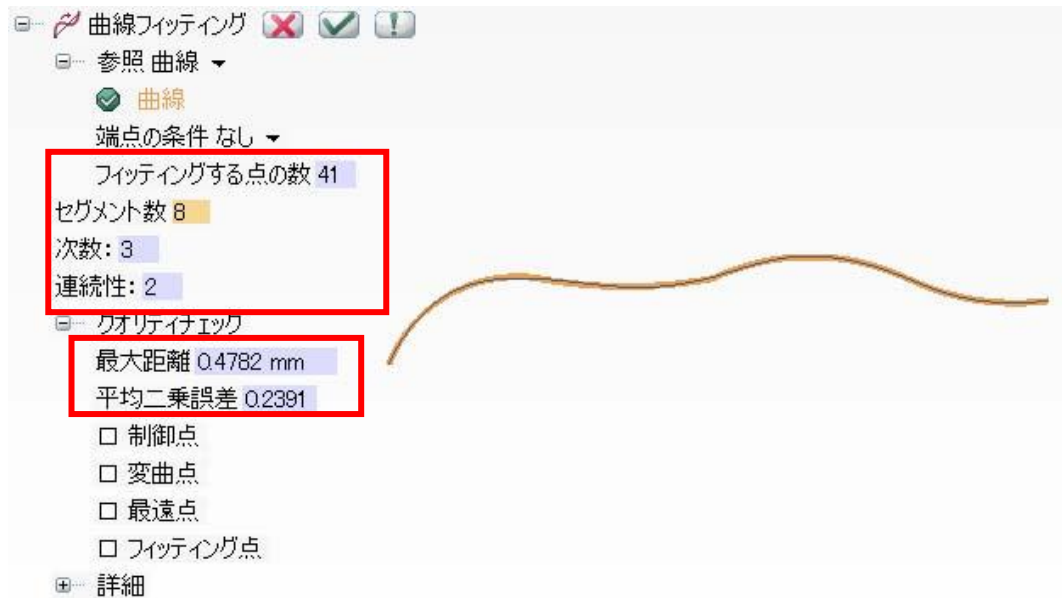 曲線フィッティング
参照 曲線
曲線
端点の条件 なし
フィッティングする点の数 41
セグメント数 8
次数: 3
連続性: 2
クオリティチェック
最大距離 0.4782 mm
平均二乗誤差 0.2391
制御点
変曲点
最遠点
フィッティング点
詳細